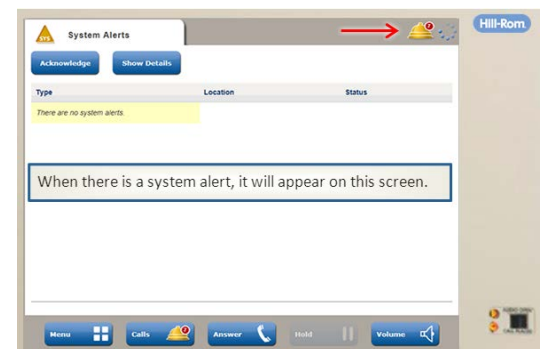 Hill-Rom.
SYS System Alerts
Acknowledge Show Details
Type Location Status
There are no system alerts.
When there is a system alert, it will appear on this screen.
Menu Calls Answer Hold Volume